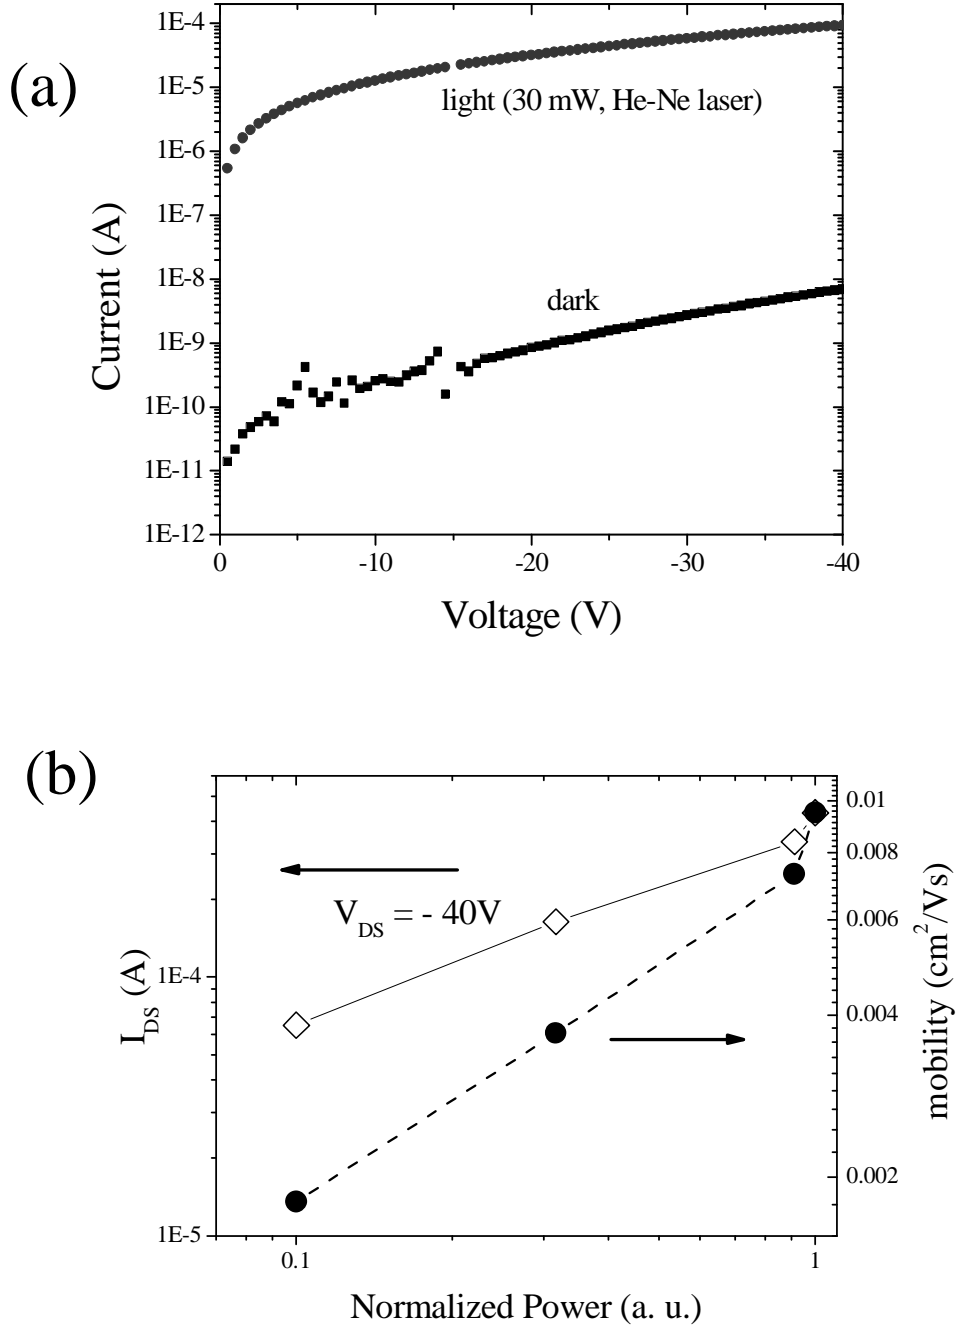 (a)
1E-4
1E-5
1E-6
1E-7
1E-8
1E-9
1E-10
1E-11
1E-12
Current (A)
light (30 mW, He-Ne laser)
dark
0
-10
-20
-30
-40
Voltage (V)
(b)
1E-4
1E-5
I_DS (A)
V_DS = - 40V
0.01
0.008
0.006
0.004
0.002
mobility (cm²/Vs)
0.1
1
Normalized Power (a. u.)